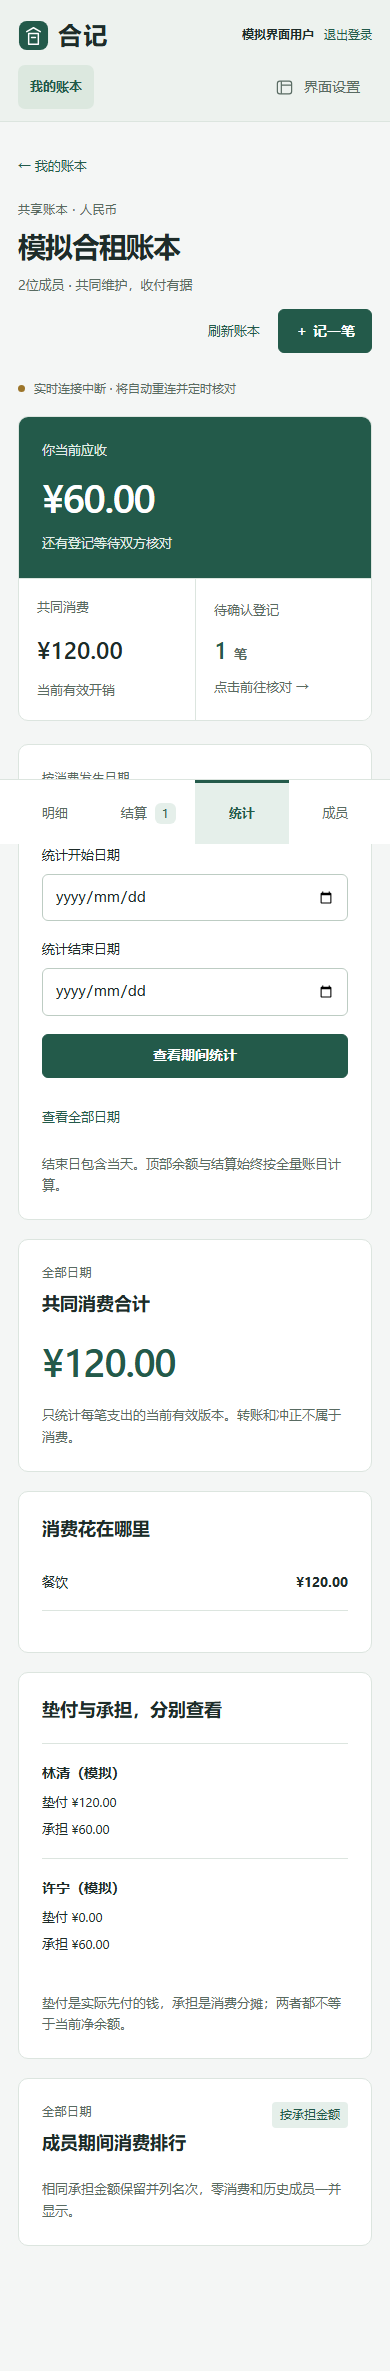 合记
模拟界面用户 退出登录
我的账本
界面设置
← 我的账本
共享账本 · 人民币
模拟合租账本
2位成员 · 共同维护，收付有据
刷新账本
+ 记一笔
实时连接中断 · 将自动重连并定时核对
你当前应收
¥60.00
还有登记等待双方核对
共同消费
¥120.00
当前有效开销
待确认登记
1 笔
点击前往核对 →
按消费发生日期
明细 结算 1 统计 成员
统计开始日期
yyyy/mm/dd
统计结束日期
yyyy/mm/dd
查看期间统计
查看全部日期
结束日包含当天。顶部余额与结算始终按全量账目计
算。
全部日期
共同消费合计
¥120.00
只统计每笔支出的当前有效版本。转账和冲正不属于
消费。
消费花在哪里
餐饮 ¥120.00
垫付与承担，分别查看
林清（模拟）
垫付 ¥120.00
承担 ¥60.00
许宁（模拟）
垫付 ¥0.00
承担 ¥60.00
垫付是实际先付的钱，承担是消费分摊；两者都不等
于当前净余额。
全部日期
按承担金额
成员期间消费排行
相同承担金额保留并列名次，零消费和历史成员一并
显示。